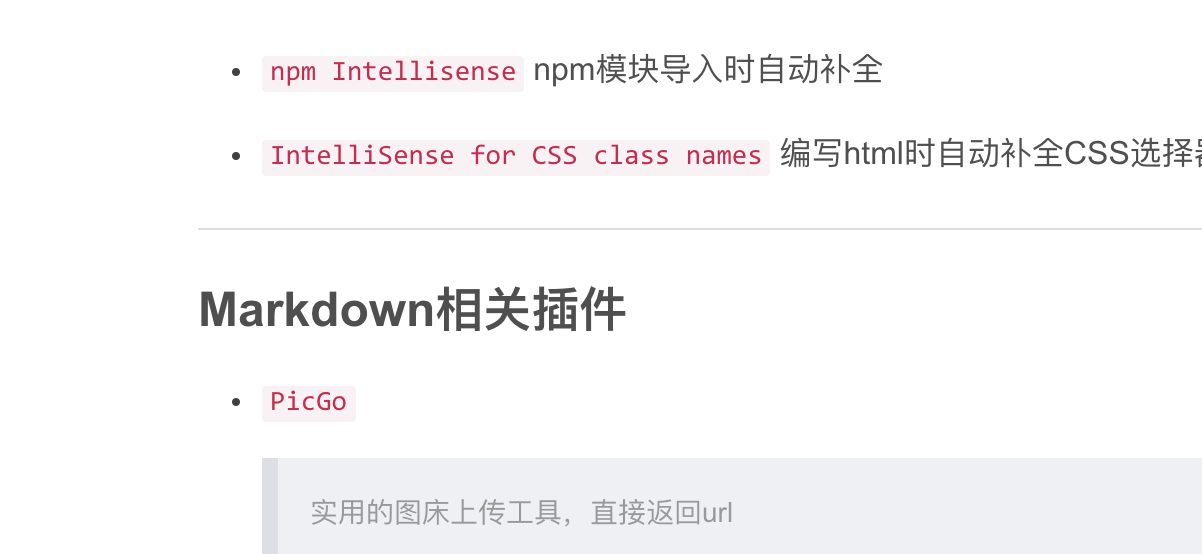 npm Intellisense npm模块导入时自动补全
IntelliSense for CSS class names 编写html时自动补全CSS选择
Markdown相关插件
PicGo
实用的图床上传工具，直接返回url